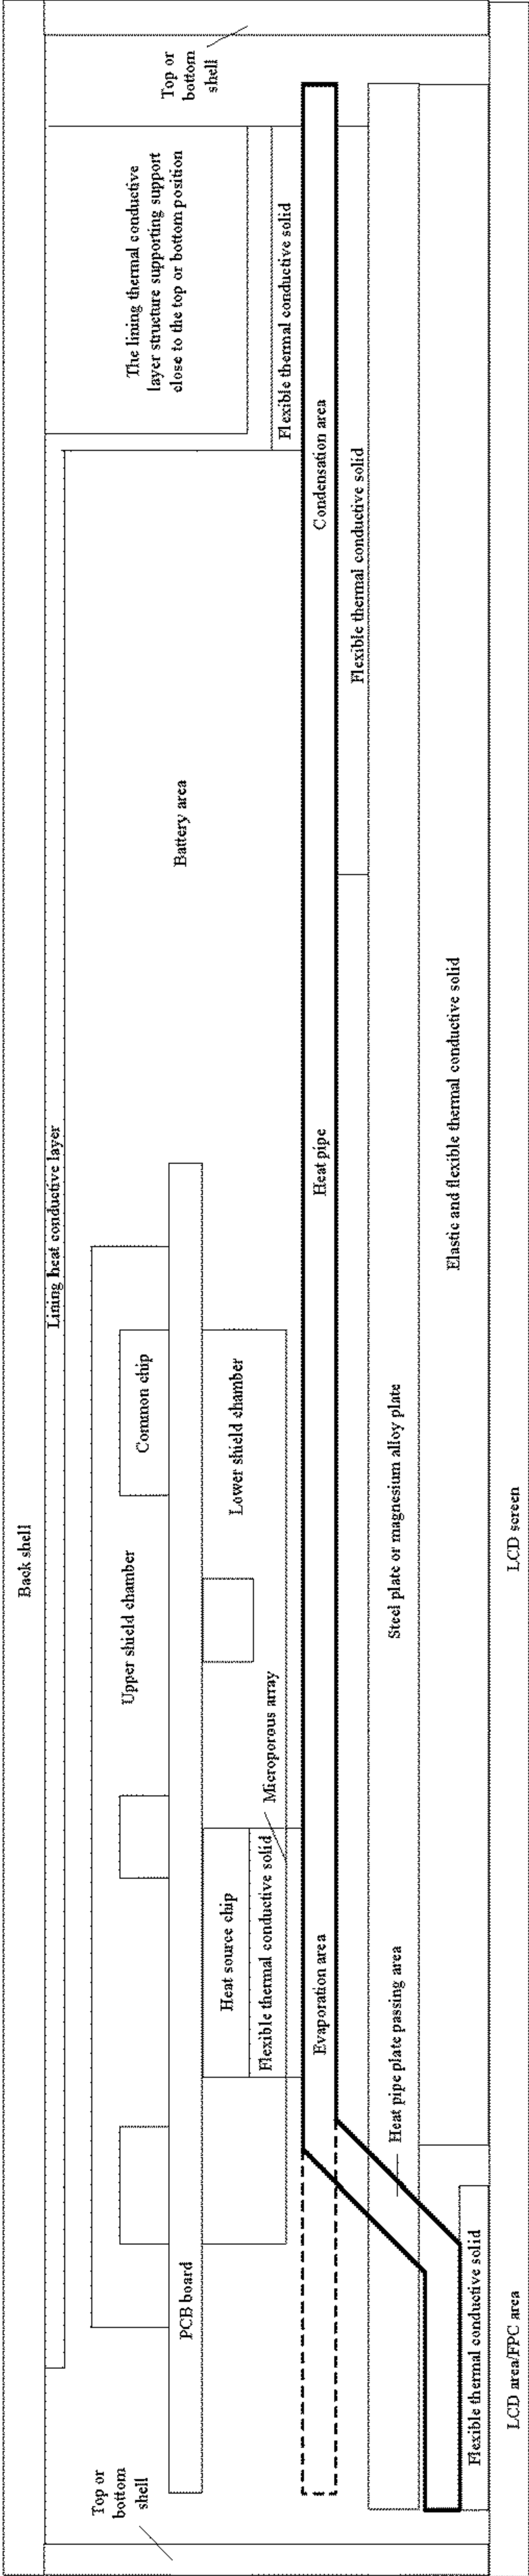 Back shell
Lining heat conductive layer
Top or
bottom
shell
Top or
bottom
shell
Upper shield chamber
Common chip
PCB board
Battery area
The lining thermal conductive
layer structure supporting support
close to the top or bottom position
Heat source chip
Lower shield chamber
Flexible thermal conductive solid
Microporous array
Flexible thermal conductive solid
Evaporation area
Heat pipe
Condensation area
Flexible thermal conductive solid
Heat pipe plate passing area
Steel plate or magnesium alloy plate
Elastic and flexible thermal conductive solid
Flexible thermal conductive solid
LCD area/FPC area
LCD screen